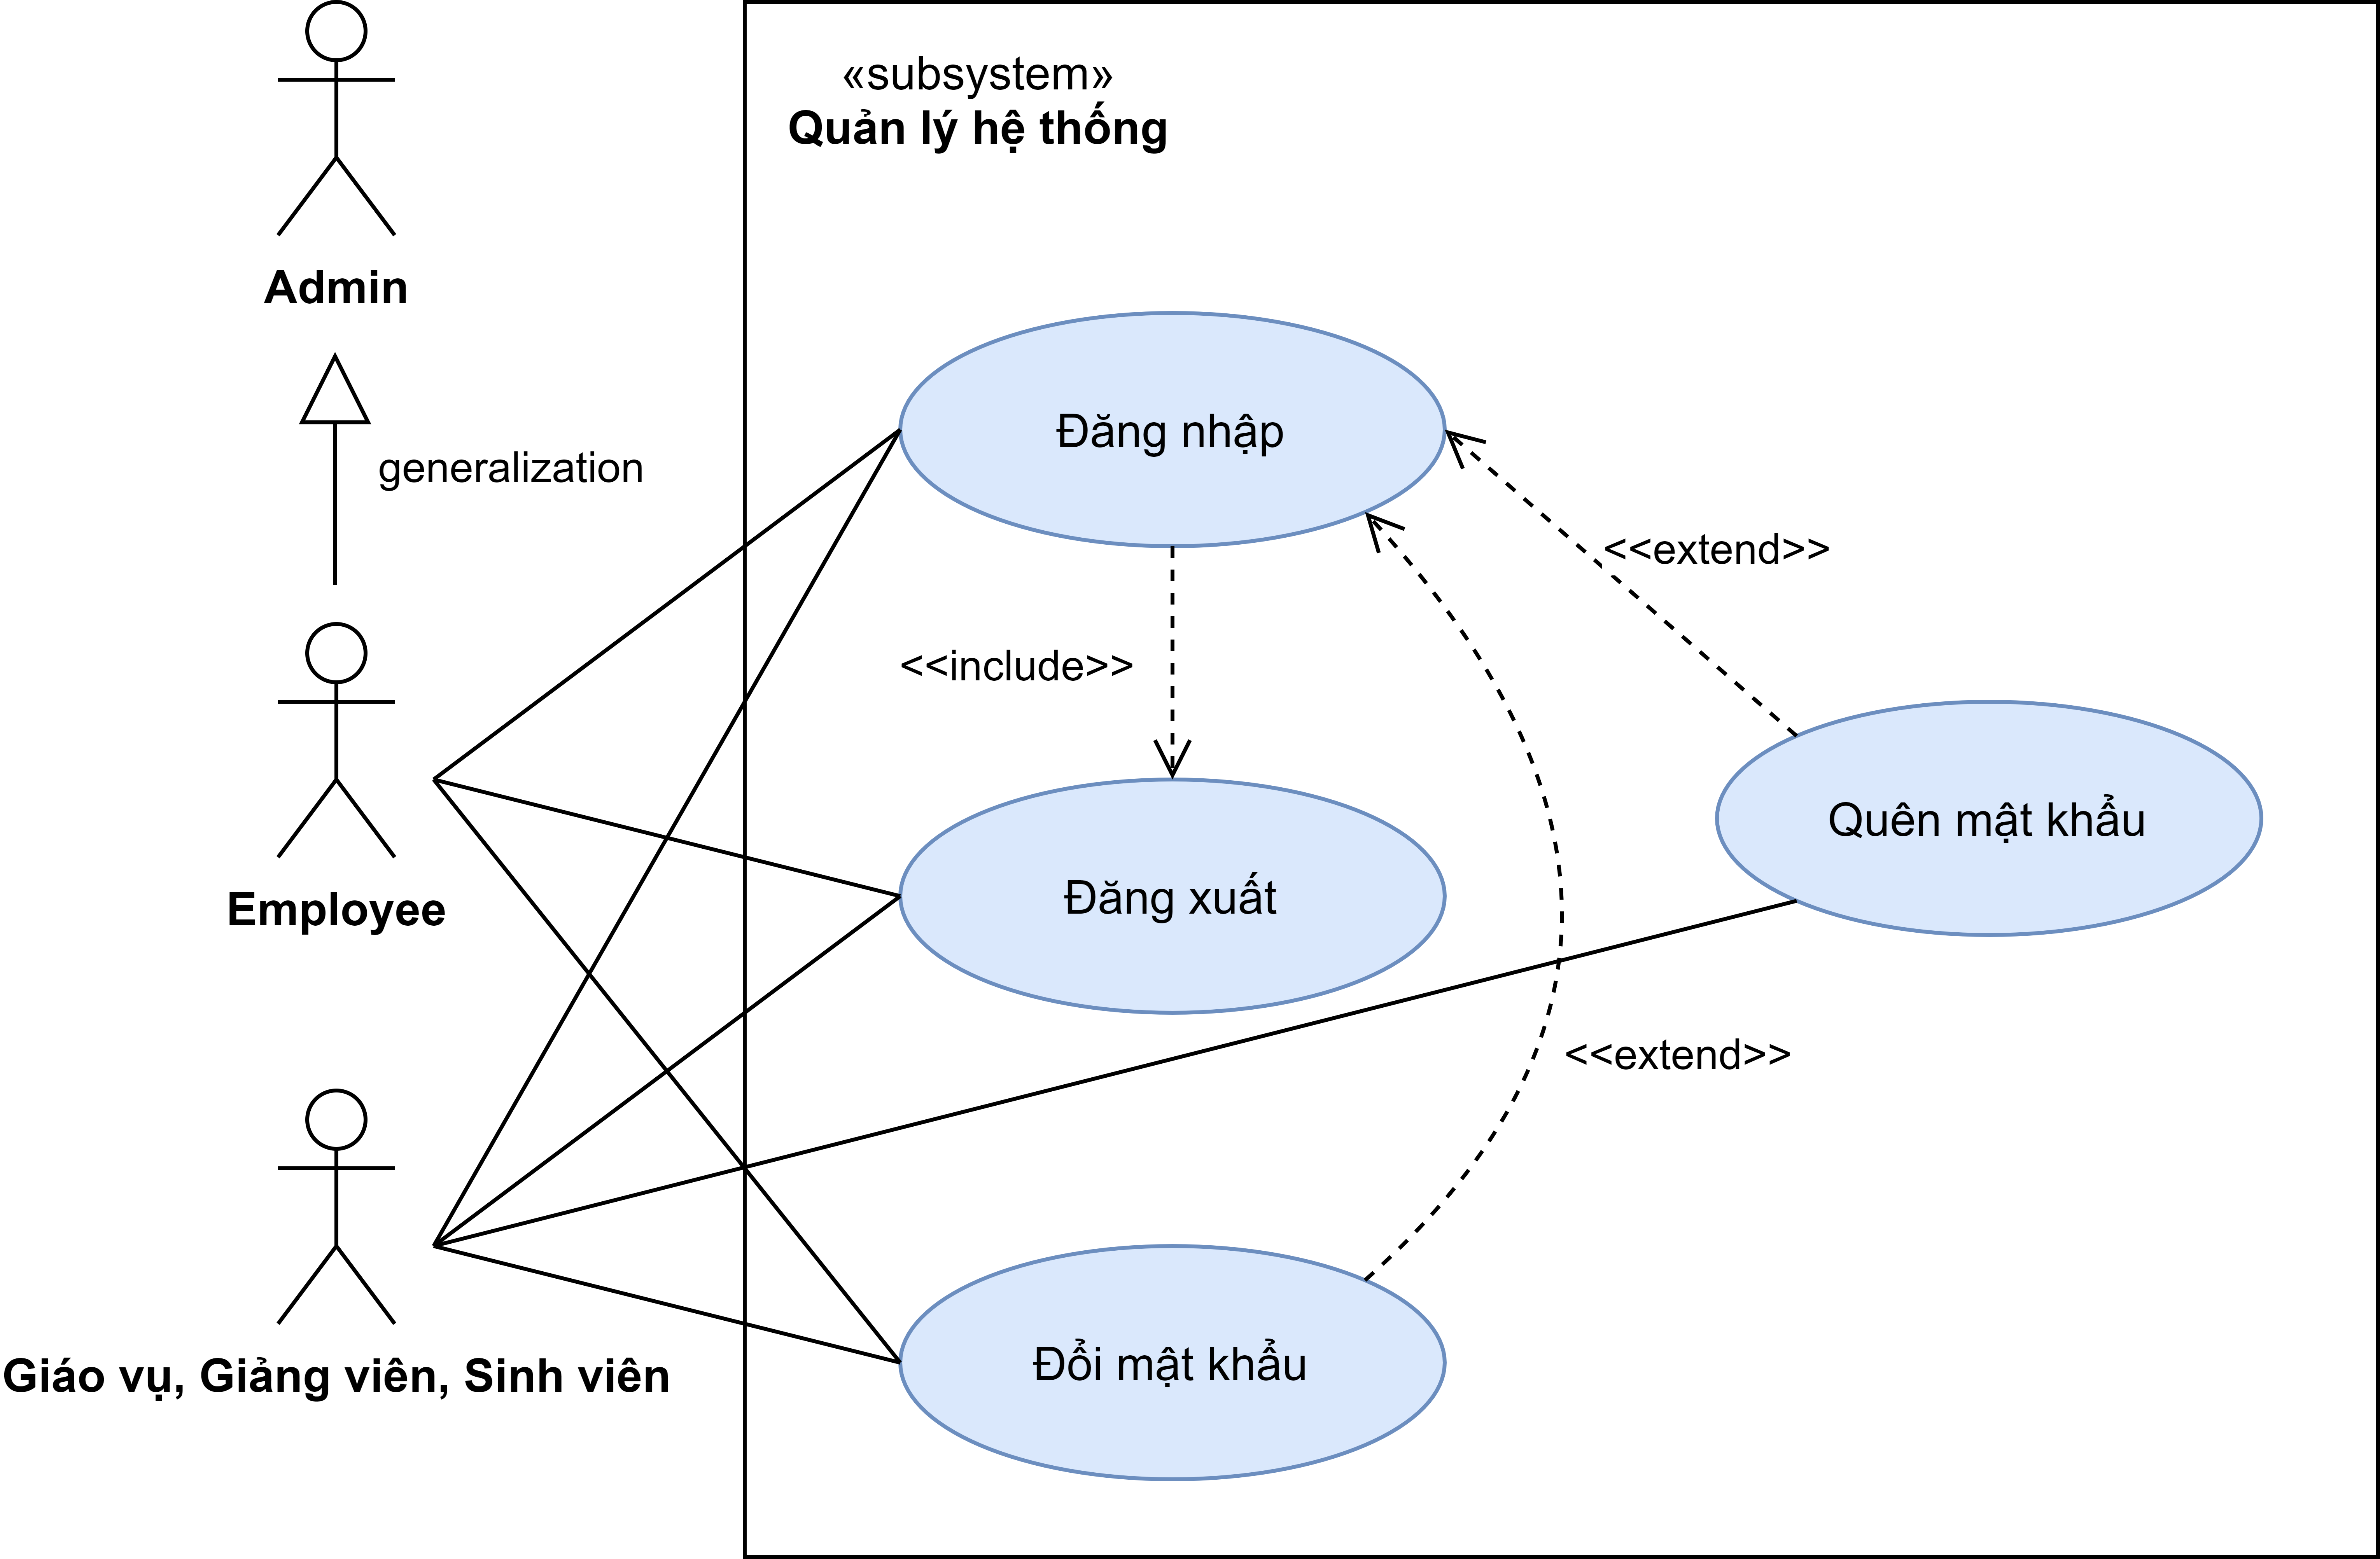 «subsystem»
Quản lý hệ thống
Admin
generalization
Đăng nhập
<<extend>>
<<include>>
Quên mật khẩu
Đăng xuất
Employee
<<extend>>
Đổi mật khẩu
Giáo vụ, Giảng viên, Sinh viên